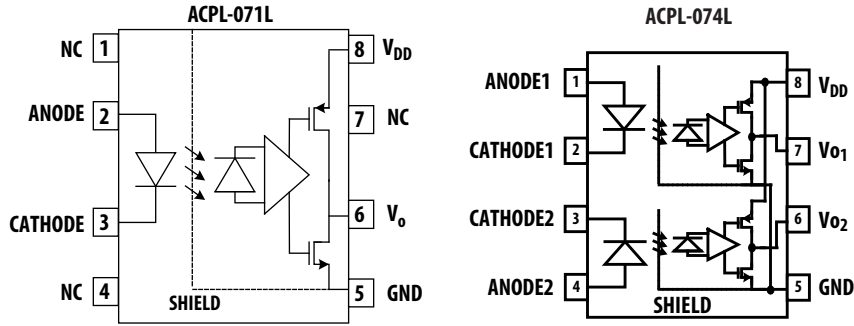 ACPL-071L
NC 1
8 VDD
ANODE 2
7 NC
CATHODE 3
6 Vo
NC 4
5 GND
SHIELD
ACPL-074L
ANODE1 1
8 VDD
CATHODE1 2
7 Vo1
CATHODE2 3
6 Vo2
ANODE2 4
5 GND
SHIELD